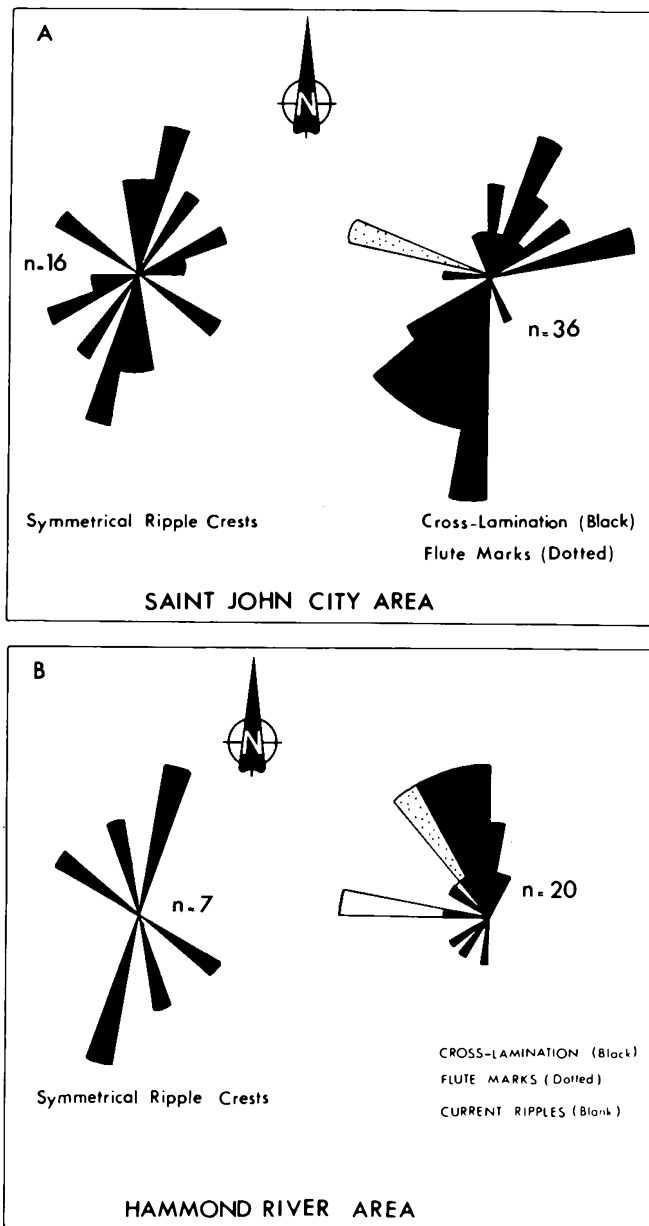 A
N
n=16
n=36
Symmetrical Ripple Crests
Cross-Lamination (Black)
Flute Marks (Dotted)
SAINT JOHN CITY AREA
B
N
n=7
n=20
CROSS-LAMINATION (Black)
FLUTE MARKS (Dotted)
Symmetrical Ripple Crests
CURRENT RIPPLES (Blank)
HAMMOND RIVER AREA